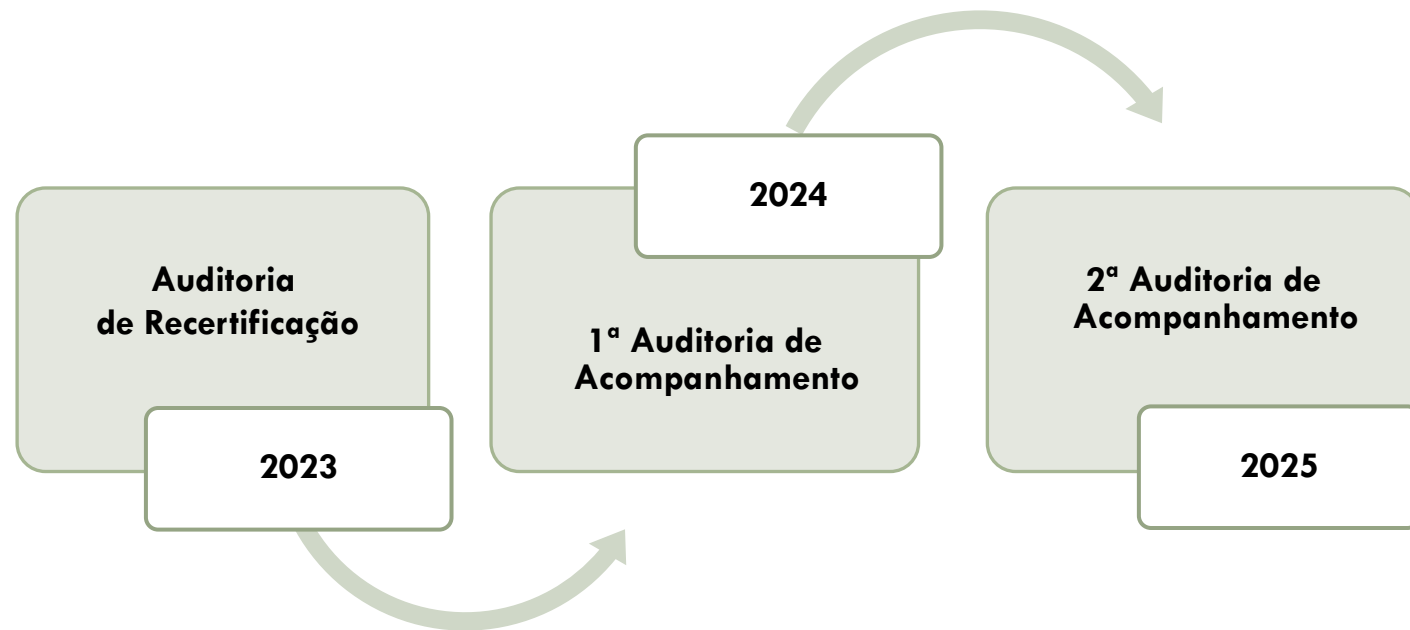 Auditoria
de Recertificação
2023
2024
1ª Auditoria de
Acompanhamento
2ª Auditoria de
Acompanhamento
2025